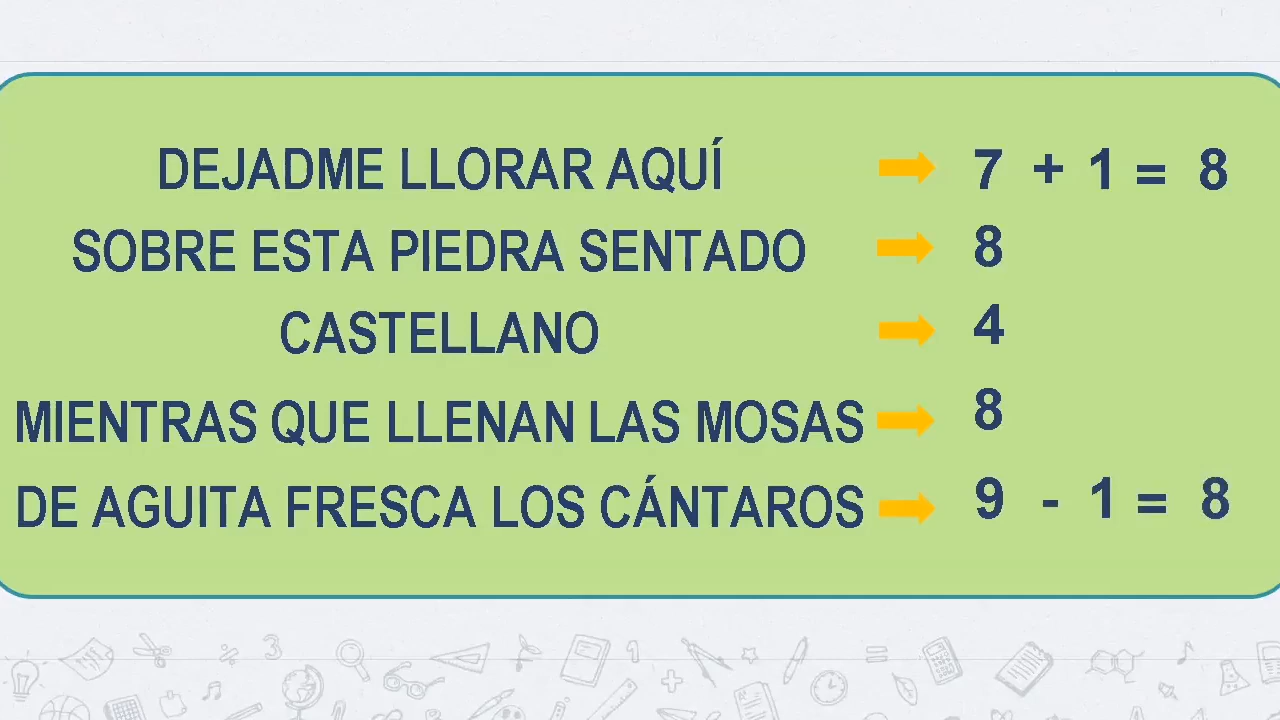 DEJADME LLORAR AQUÍ 7 + 1 = 8
SOBRE ESTA PIEDRA SENTADO 8
CASTELLANO 4
MIENTRAS QUE LLENAN LAS MOSAS 8
DE AGUITA FRESCA LOS CÁNTAROS 9 - 1 = 8